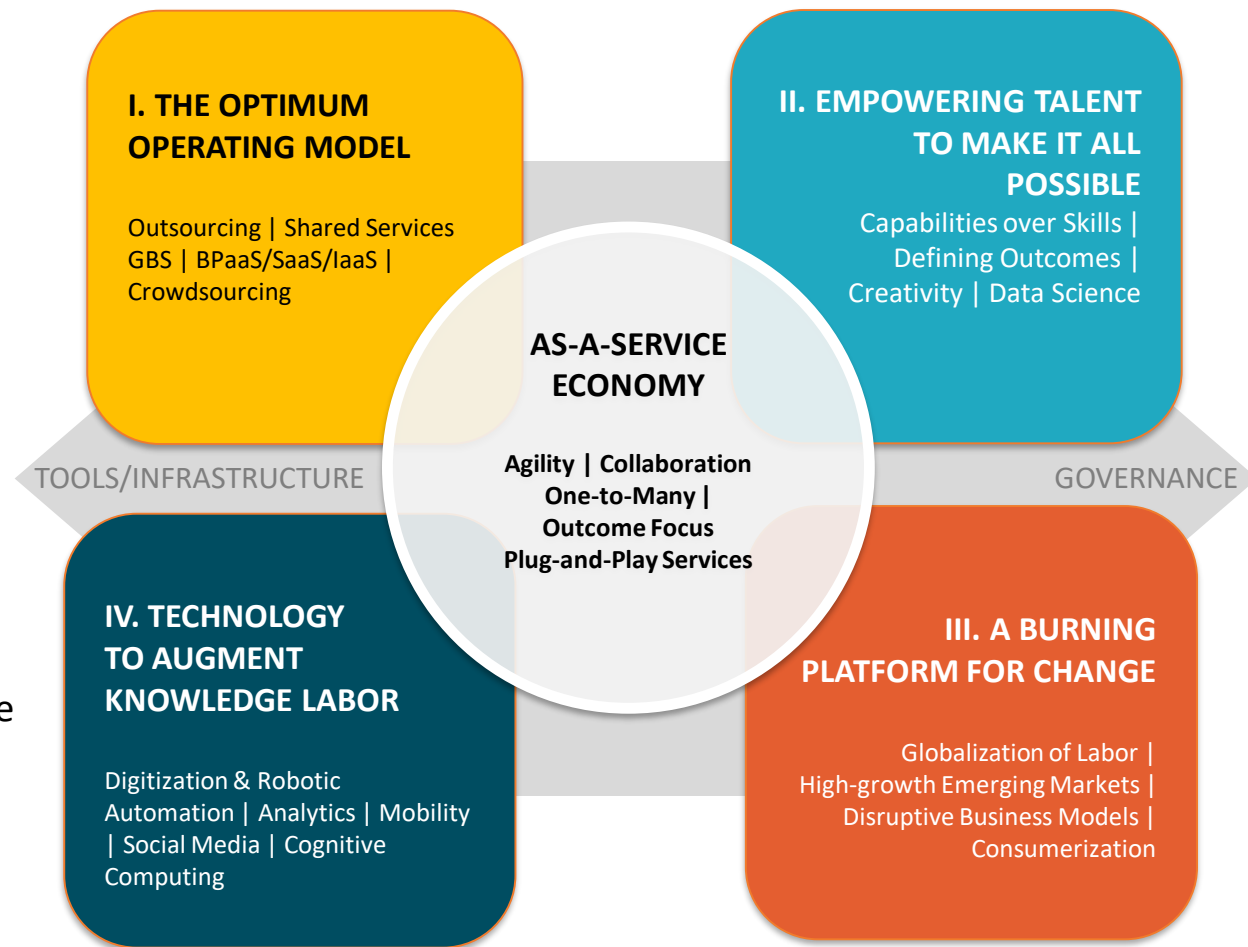 I. THE OPTIMUM
OPERATING MODEL
Outsourcing | Shared Services
GBS | BPaaS/SaaS/IaaS |
Crowdsourcing
II. EMPOWERING TALENT
TO MAKE IT ALL
POSSIBLE
Capabilities over Skills |
Defining Outcomes |
Creativity | Data Science
AS-A-SERVICE
ECONOMY
Agility | Collaboration
One-to-Many |
Outcome Focus
Plug-and-Play Services
TOOLS/INFRASTRUCTURE
GOVERNANCE
IV. TECHNOLOGY
TO AUGMENT
KNOWLEDGE LABOR
Digitization & Robotic
Automation | Analytics | Mobility
| Social Media | Cognitive
Computing
III. A BURNING
PLATFORM FOR CHANGE
Globalization of Labor |
High-growth Emerging Markets |
Disruptive Business Models |
Consumerization